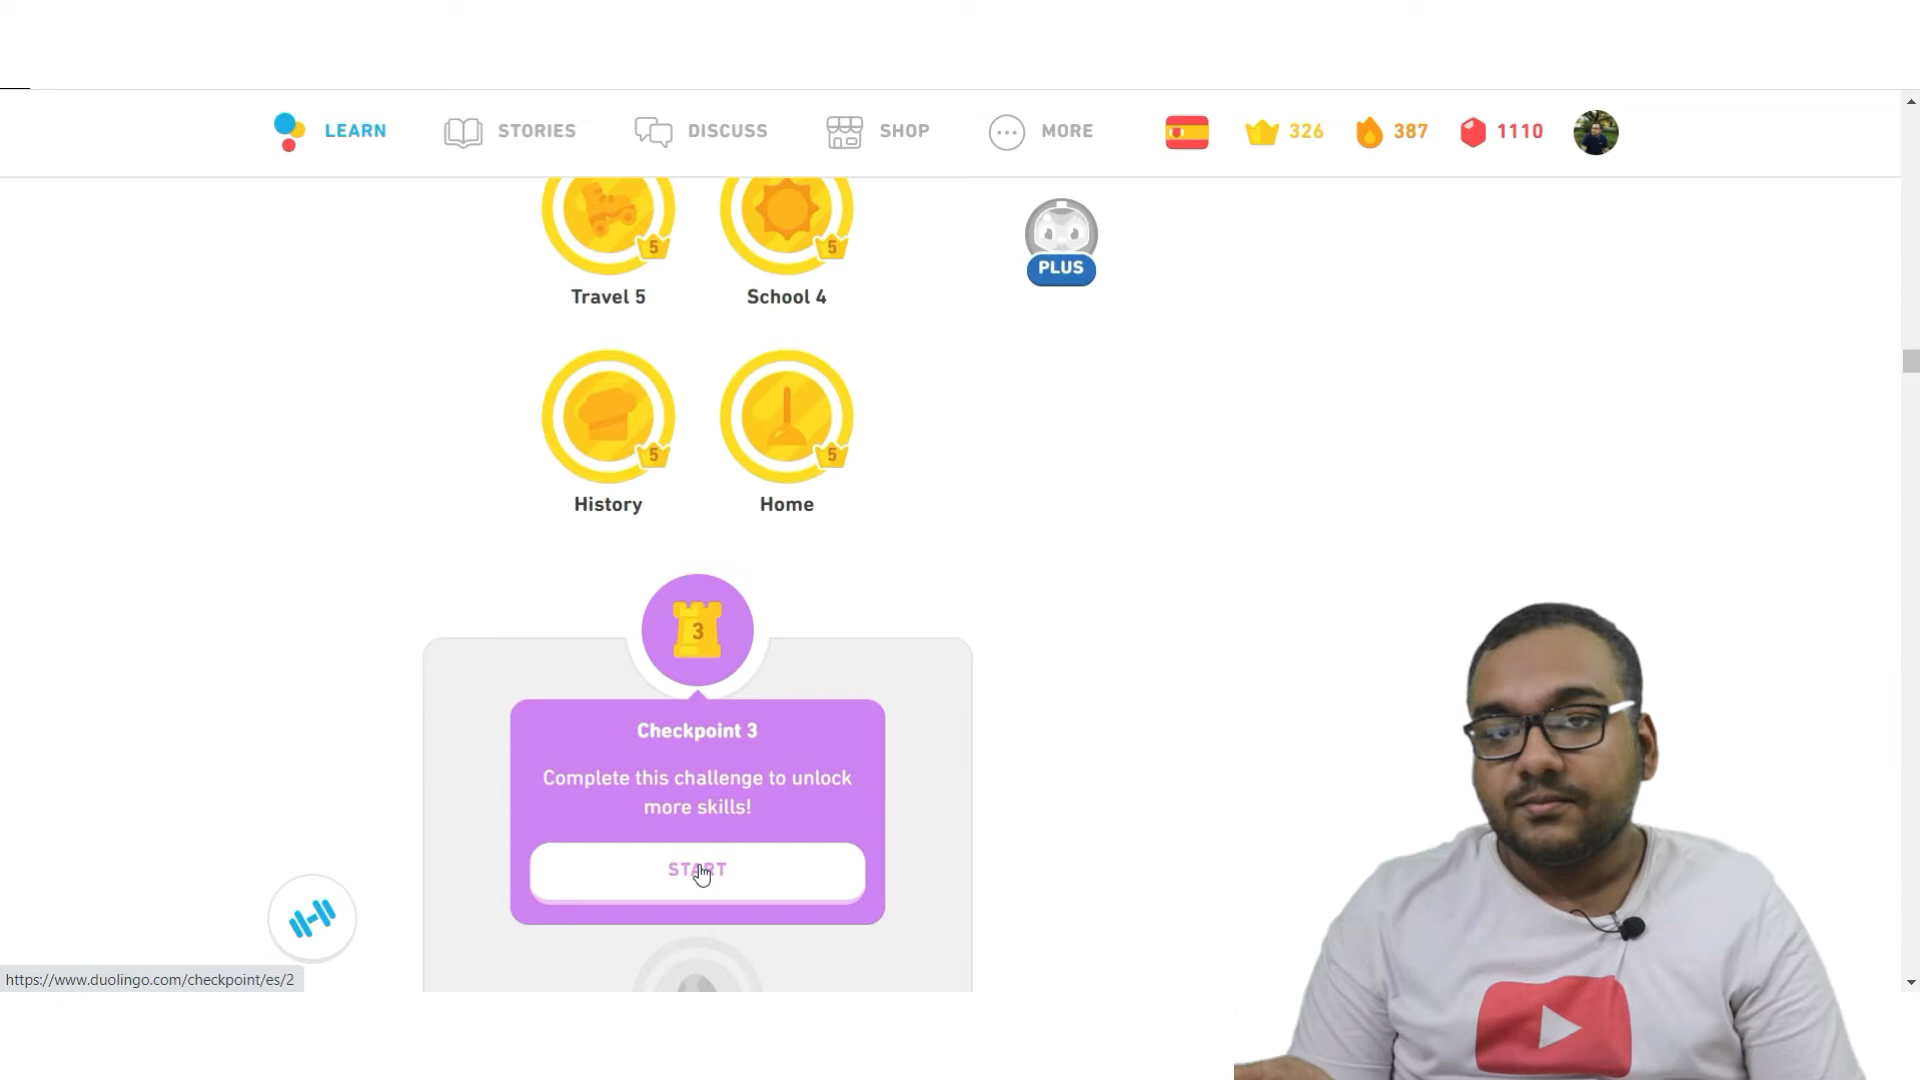 LEARN
STORIES
DISCUSS
SHOP
MORE
326
387
1110
5
5
PLUS
Travel 5
School 4
5
5
History
Home
3
Checkpoint 3
Complete this challenge to unlock
more skills!
START
https://www.duolingo.com/checkpoint/es/2